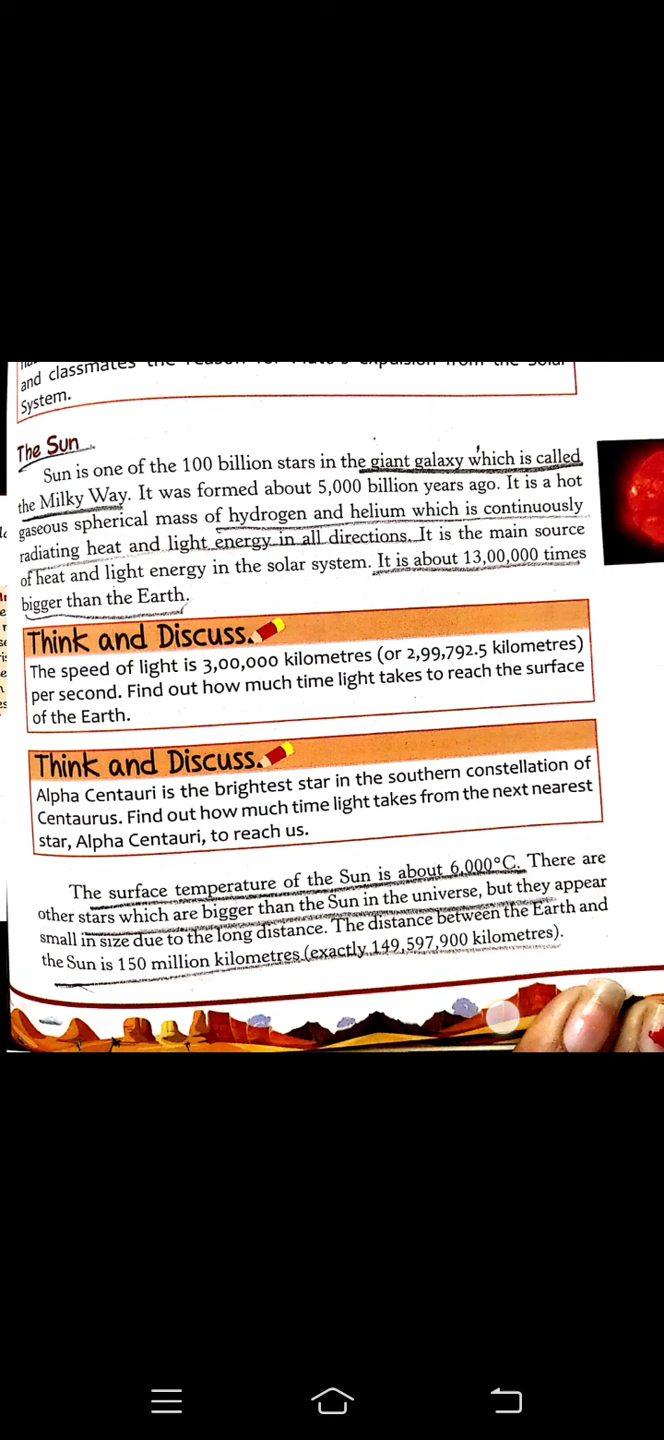 and classmates the reason for Pluto's expulsion from the Solar
System.
The Sun
Sun is one of the 100 billion stars in the giant galaxy which is called
the Milky Way. It was formed about 5,000 billion years ago. It is a hot
gaseous spherical mass of hydrogen and helium which is continuously
radiating heat and light energy in all directions. It is the main source
of heat and light energy in the solar system. It is about 13,00,000 times
bigger than the Earth.
Think and Discuss.
The speed of light is 3,00,000 kilometres (or 2,99,792.5 kilometres)
per second. Find out how much time light takes to reach the surface
of the Earth.
Think and Discuss.
Alpha Centauri is the brightest star in the southern constellation of
Centaurus. Find out how much time light takes from the next nearest
star, Alpha Centauri, to reach us.
The surface temperature of the Sun is about 6,000°C. There are
other stars which are bigger than the Sun in the universe, but they appear
small in size due to the long distance. The distance between the Earth and
the Sun is 150 million kilometres (exactly 149,597,900 kilometres).